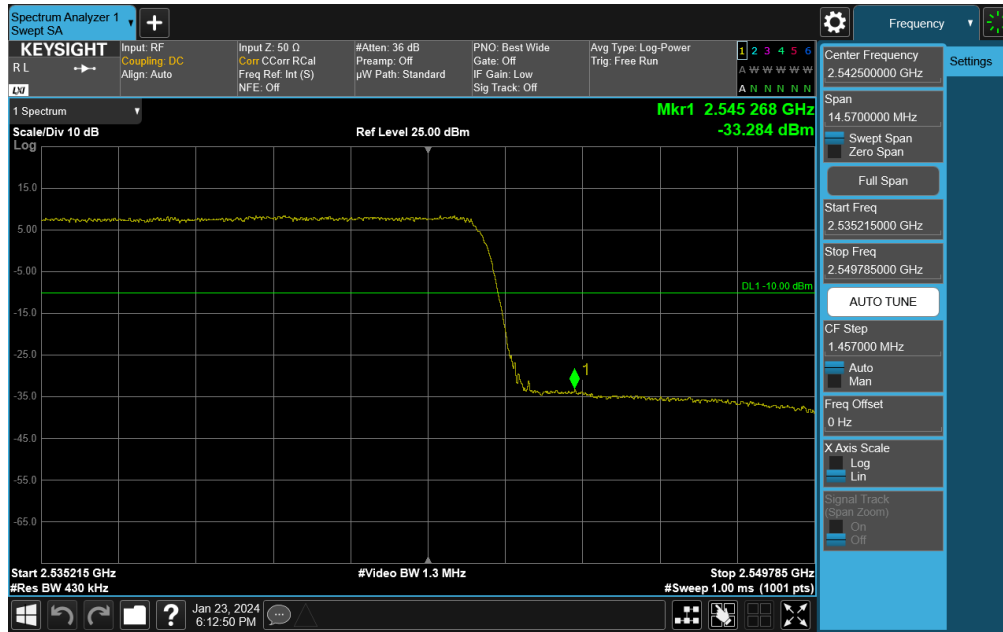 Spectrum Analyzer 1
Swept SA
Frequency
KEYSIGHT
R L
LXI
Input: RF
Coupling: DC
Align: Auto
Input Z: 50 Ω
Corr CCorr RCal
Freq Ref: Int (S)
NFE: Off
#Atten: 36 dB
Preamp: Off
µW Path: Standard
PNO: Best Wide
Gate: Off
IF Gain: Low
Sig Track: Off
Avg Type: Log-Power
Trig: Free Run
1 2 3 4 5 6
A W W W W W
A N N N N N
Center Frequency
2.542500000 GHz
Settings
Span
14.5700000 MHz
Swept Span
Zero Span
Full Span
Start Freq
2.535215000 GHz
Stop Freq
2.549785000 GHz
AUTO TUNE
CF Step
1.457000 MHz
Auto
Man
Freq Offset
0 Hz
X Axis Scale
Log
Lin
Signal Track
(Span Zoom)
On
Off
1 Spectrum
Mkr1 2.545 268 GHz
-33.284 dBm
Scale/Div 10 dB
Ref Level 25.00 dBm
Log
15.0
5.00
-5.00
DL1 -10.00 dBm
-15.0
-25.0
1
-35.0
-45.0
-55.0
-65.0
Start 2.535215 GHz
#Video BW 1.3 MHz
Stop 2.549785 GHz
#Res BW 430 kHz
#Sweep 1.00 ms (1001 pts)
?
Jan 23, 2024
6:12:50 PM